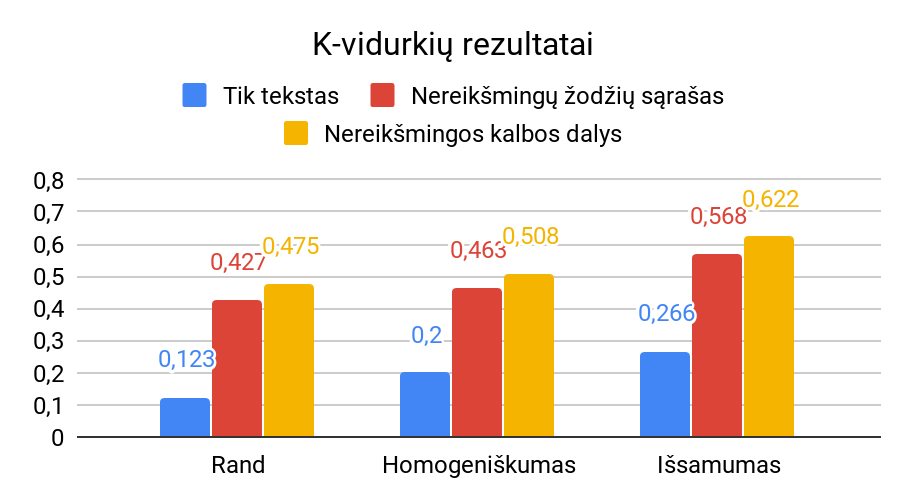 K-vidurkių rezultatai
Tik tekstas Nereikšmingų žodžių sąrašas
Nereikšmingos kalbos dalys
0,8
0,7
0,6
0,5
0,4
0,3
0,2
0,1
0
0,123 0,427 0,475
0,2 0,463 0,508
0,266 0,568 0,622
Rand Homogeniškumas Išsamumas